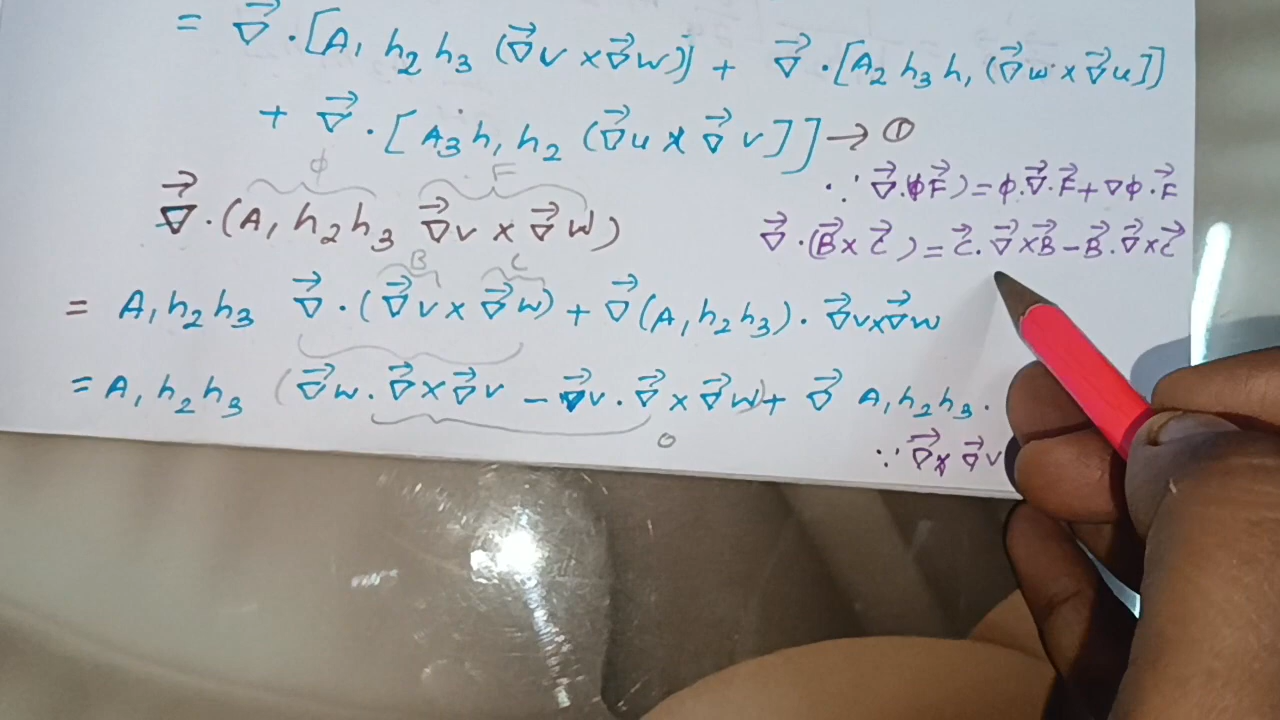 = ∇⃗ · [A₁ h₂ h₃ (∇⃗v × ∇⃗w)] + ∇⃗ · [A₂ h₃ h₁ (∇⃗w × ∇⃗u)]
+ ∇⃗ · [A₃ h₁ h₂ (∇⃗u × ∇⃗v)]] → ①
ϕ F
∵ ∇⃗ · (ϕF⃗) = ϕ · ∇⃗ · F⃗ + ∇ϕ · F⃗
∇⃗ · (A₁ h₂ h₃ ∇⃗v × ∇⃗w)
∇⃗ · (B⃗ × C⃗) = C⃗ · ∇⃗ × B⃗ − B⃗ · ∇⃗ × C⃗
B C
= A₁ h₂ h₃ ∇⃗ · (∇⃗v × ∇⃗w) + ∇⃗(A₁ h₂ h₃) · ∇⃗v × ∇⃗w
= A₁ h₂ h₃ (∇⃗w · ∇⃗ × ∇⃗v − ∇⃗v · ∇⃗ × ∇⃗w) + ∇⃗ A₁ h₂ h₃ ·
0
∵ ∇⃗ × ∇⃗v